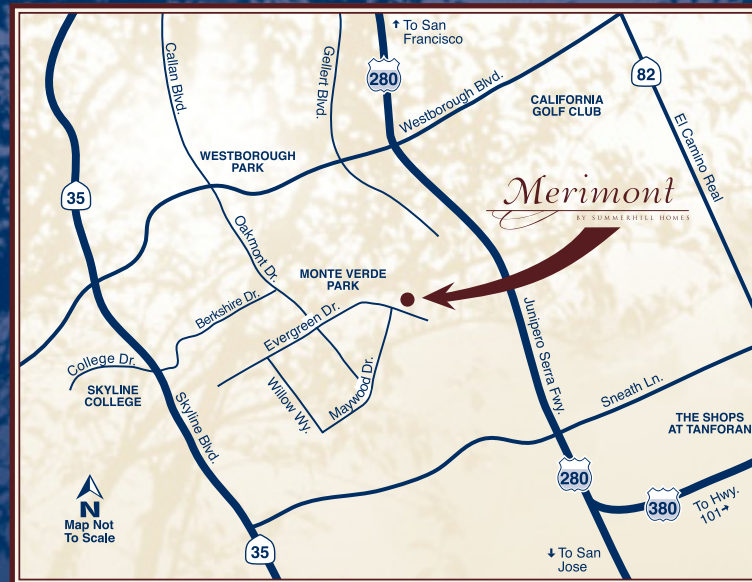 ↑ To San
Francisco
Callan Blvd.
Gellert Blvd.
280
Westborough Blvd.
82
CALIFORNIA
GOLF CLUB
El Camino Real
WESTBOROUGH
PARK
35
Merimont
BY SUMMERHILL HOMES
Oakmont Dr.
MONTE VERDE
PARK
Berkshire Dr.
Evergreen Dr.
Junipero Serra Fwy.
College Dr.
SKYLINE
COLLEGE
Willow Wy.
Maywood Dr.
Skyline Blvd.
Sneath Ln.
THE SHOPS
AT TANFORAN
280
380
To Hwy.
101→
N
Map Not
To Scale
35
↓ To San
Jose